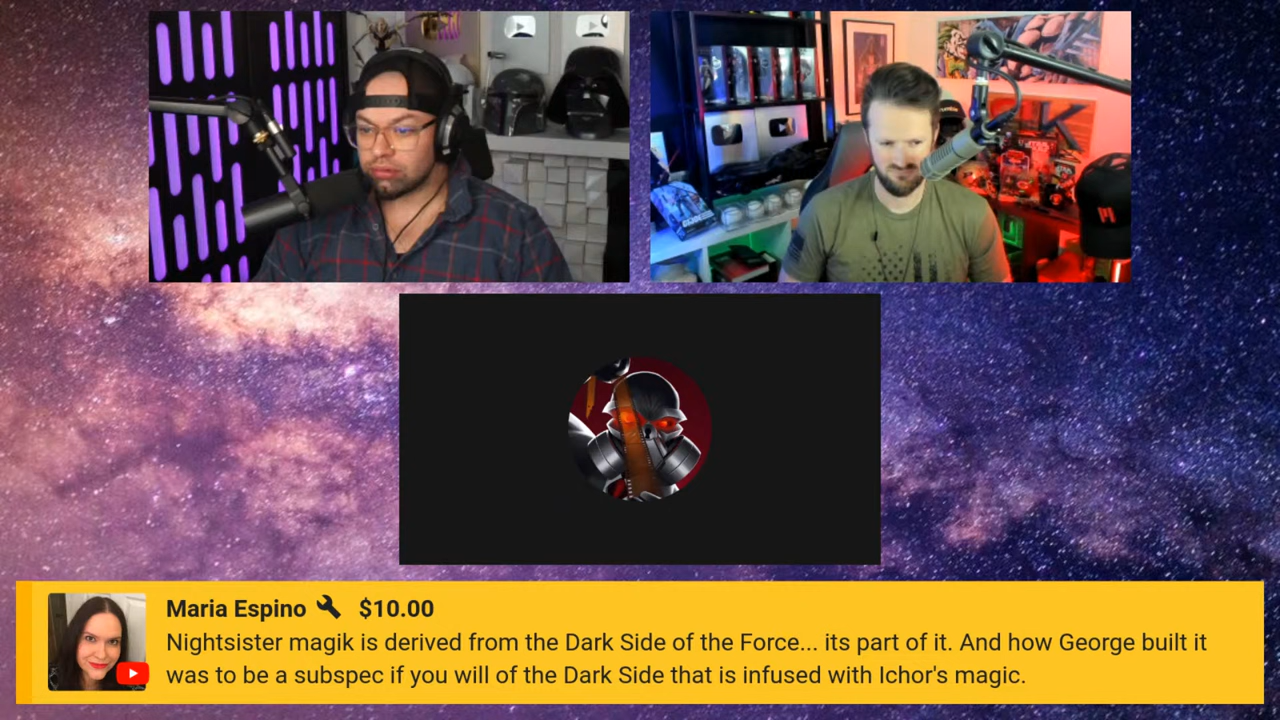 Maria Espino $10.00
Nightsister magik is derived from the Dark Side of the Force... its part of it. And how George built it
was to be a subspec if you will of the Dark Side that is infused with Ichor's magic.